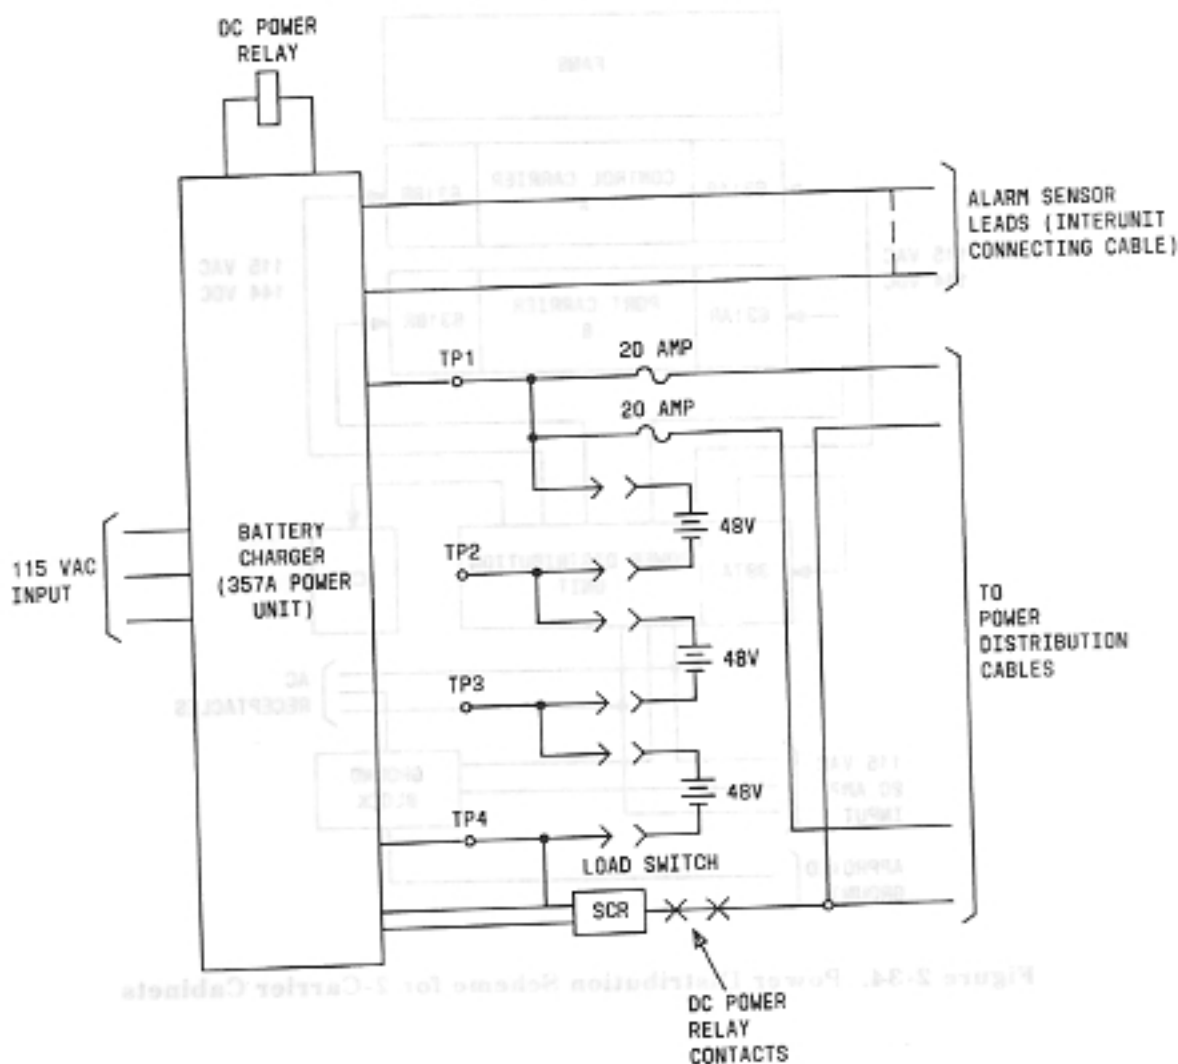 DC POWER
RELAY
ALARM SENSOR
LEADS (INTERUNIT
CONNECTING CABLE)
TP1
20 AMP
20 AMP
48V
115 VAC
INPUT
BATTERY
CHARGER
(357A POWER
UNIT)
TP2
TO
POWER
DISTRIBUTION
CABLES
48V
TP3
48V
TP4
LOAD SWITCH
SCR
DC POWER
RELAY
CONTACTS